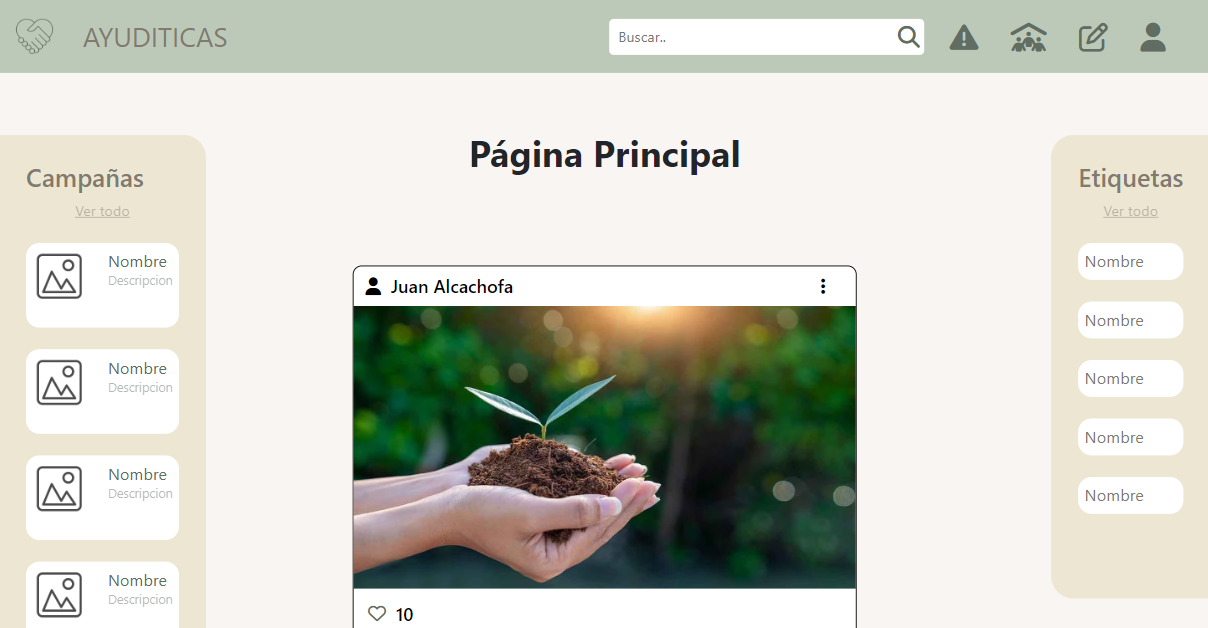 AYUDITICAS
Buscar..
Página Principal
Campañas
Ver todo
Nombre
Descripcion
Nombre
Descripcion
Nombre
Descripcion
Nombre
Descripcion
Juan Alcachofa
10
Etiquetas
Ver todo
Nombre
Nombre
Nombre
Nombre
Nombre